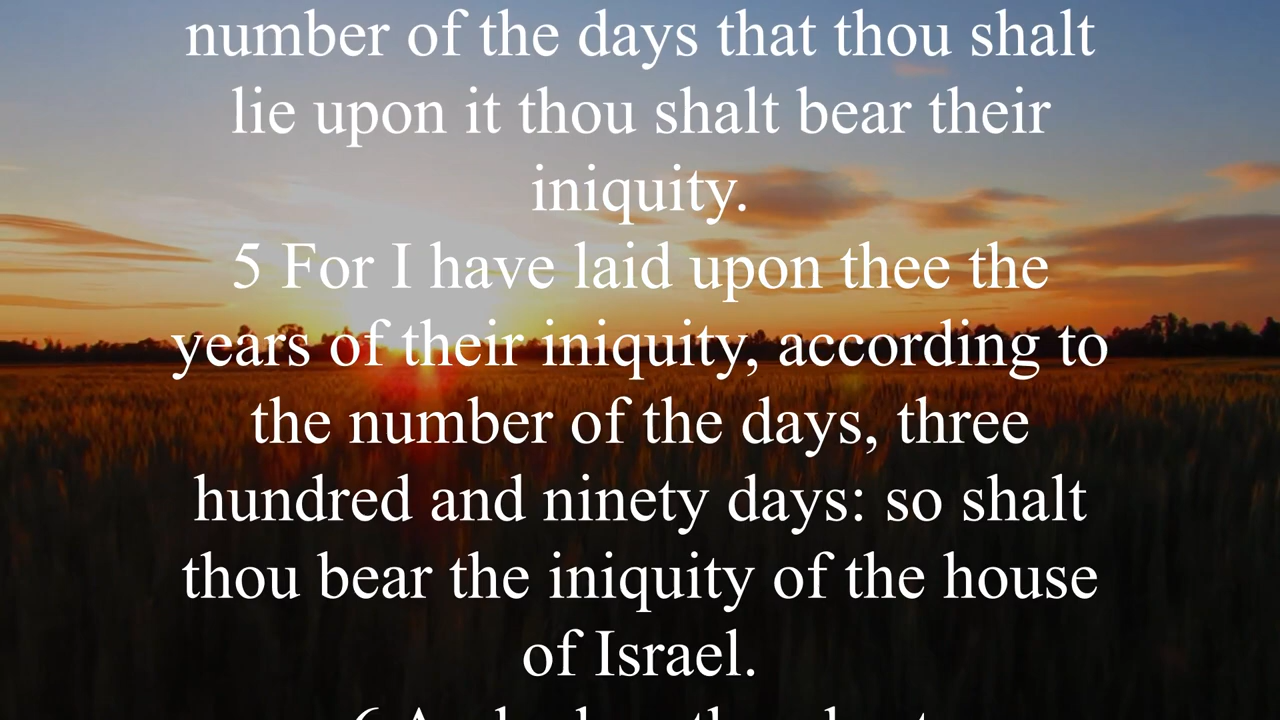 number of the days that thou shalt
lie upon it thou shalt bear their
iniquity.
5 For I have laid upon thee the
years of their iniquity, according to
the number of the days, three
hundred and ninety days: so shalt
thou bear the iniquity of the house
of Israel.